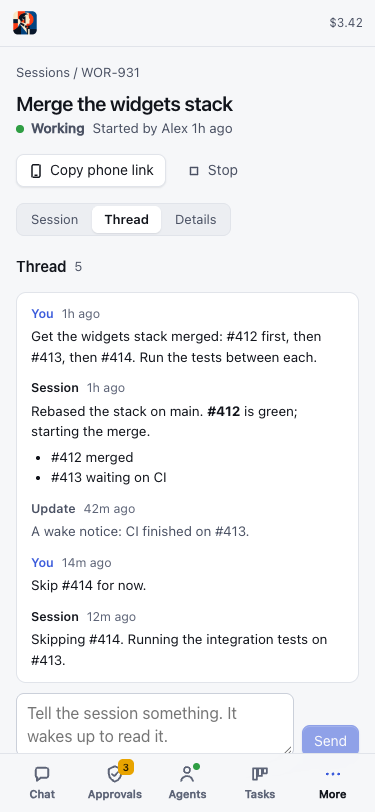 $3.42
Sessions / WOR-931
Merge the widgets stack
Working Started by Alex 1h ago
Copy phone link Stop
Session Thread Details
Thread 5
You 1h ago
Get the widgets stack merged: #412 first, then
#413, then #414. Run the tests between each.
Session 1h ago
Rebased the stack on main. #412 is green;
starting the merge.
• #412 merged
• #413 waiting on CI
Update 42m ago
A wake notice: CI finished on #413.
You 14m ago
Skip #414 for now.
Session 12m ago
Skipping #414. Running the integration tests on
#413.
Tell the session something. It
wakes up to read it.
Send
3
Chat Approvals Agents Tasks More